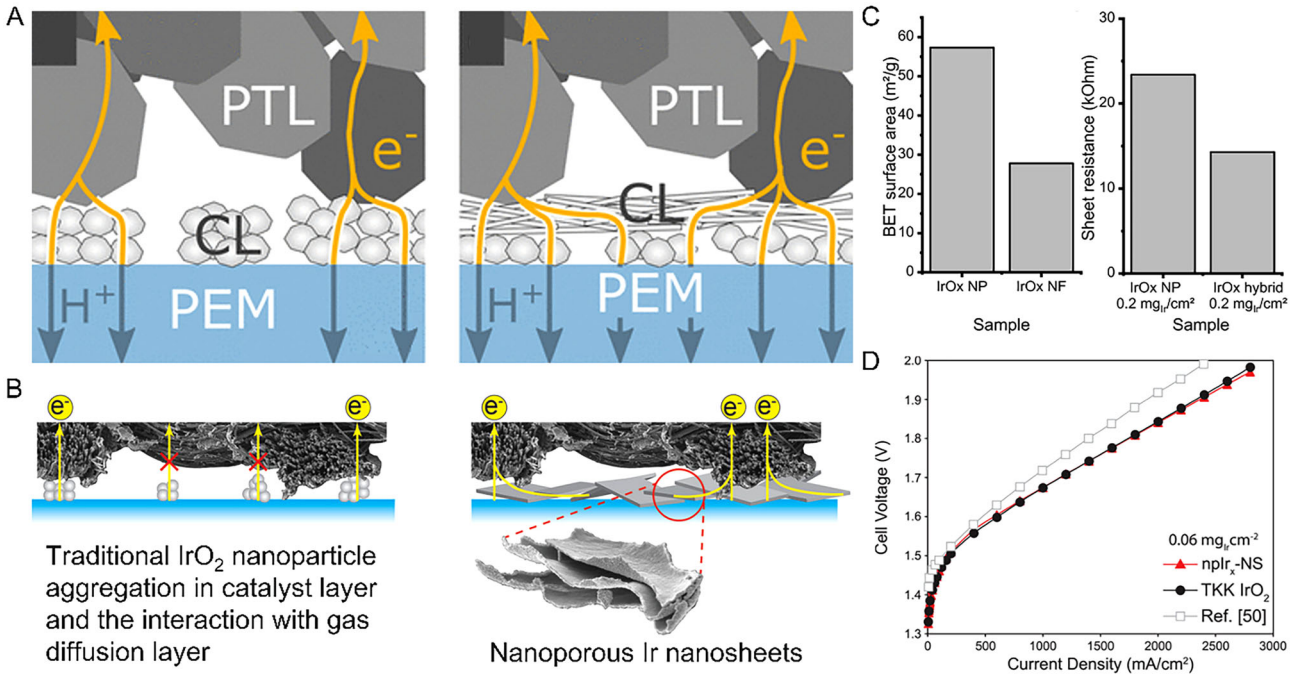 A
PTL
e⁻
CL
H⁺
PEM
PTL
e⁻
CL
H⁺
PEM
B
e⁻
e⁻
Traditional IrO₂ nanoparticle
aggregation in catalyst layer
and the interaction with gas
diffusion layer
e⁻
e⁻
e⁻
Nanoporous Ir nanosheets
C
BET surface area (m²/g)
60
50
40
30
20
10
0
IrOx NP
IrOx NF
Sample
Sheet resistance (kOhm)
30
20
10
0
IrOx NP
0.2 mg_Ir/cm²
IrOx hybrid
0.2 mg_Ir/cm²
Sample
D
Cell Voltage (V)
2.0
1.9
1.8
1.7
1.6
1.5
1.4
1.3
0
500
1000
1500
2000
2500
3000
Current Density (mA/cm²)
0.06 mg_Ir cm⁻²
npIrₓ-NS
TKK IrO₂
Ref. [50]